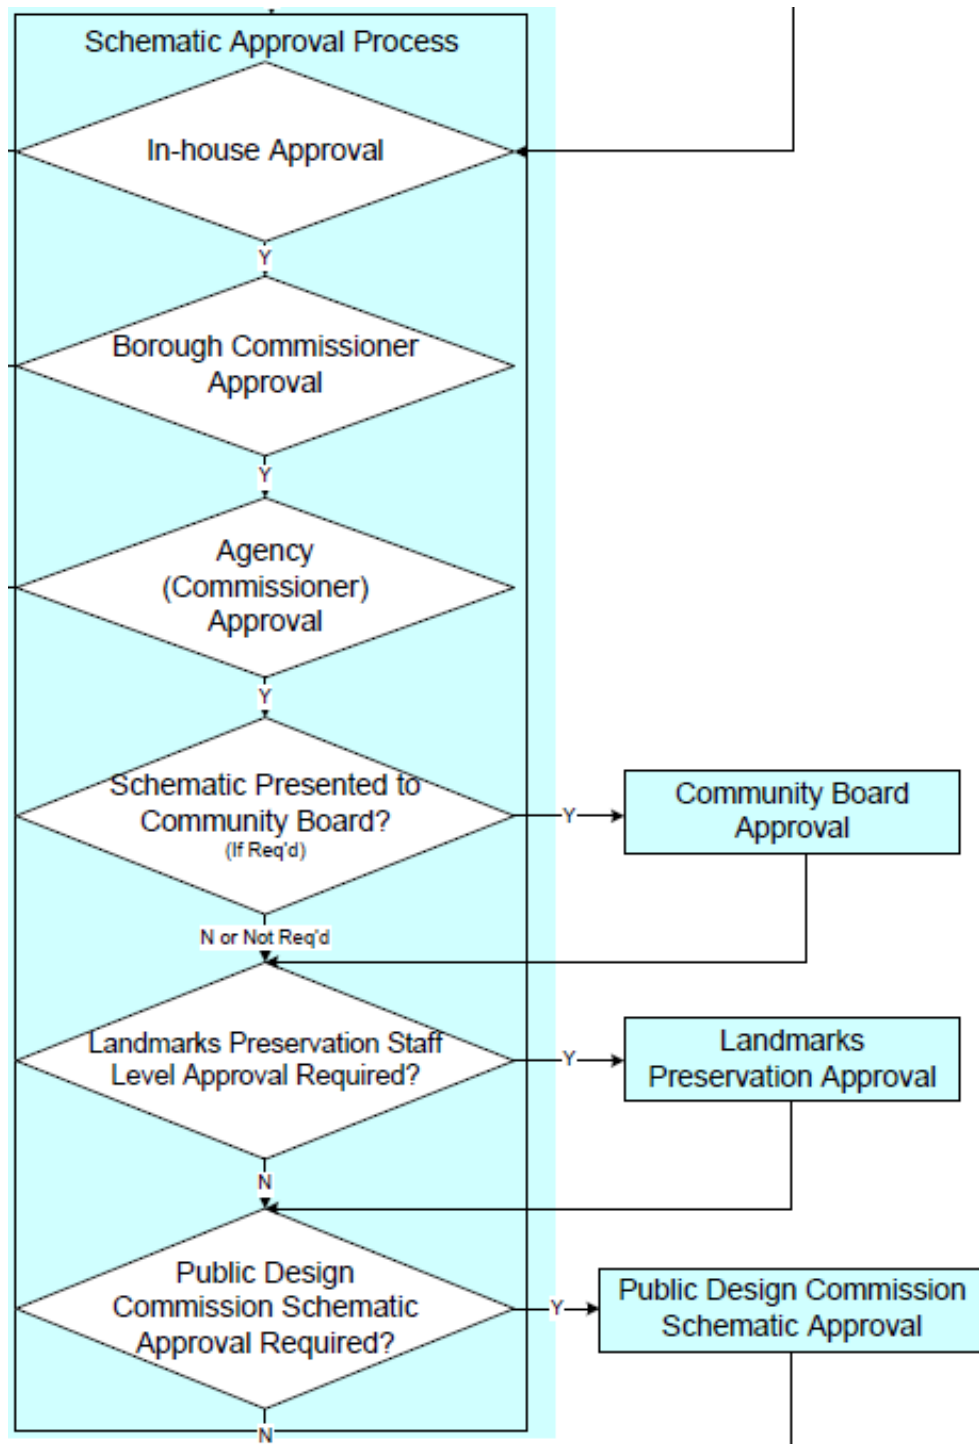 Schematic Approval Process
In-house Approval
Y
Borough Commissioner
Approval
Y
Agency
(Commissioner)
Approval
Y
Schematic Presented to
Community Board?
(If Req'd)
Y
Community Board
Approval
N or Not Req'd
Landmarks Preservation Staff
Level Approval Required?
Y
Landmarks
Preservation Approval
N
Public Design
Commission Schematic
Approval Required?
Y
Public Design Commission
Schematic Approval
N